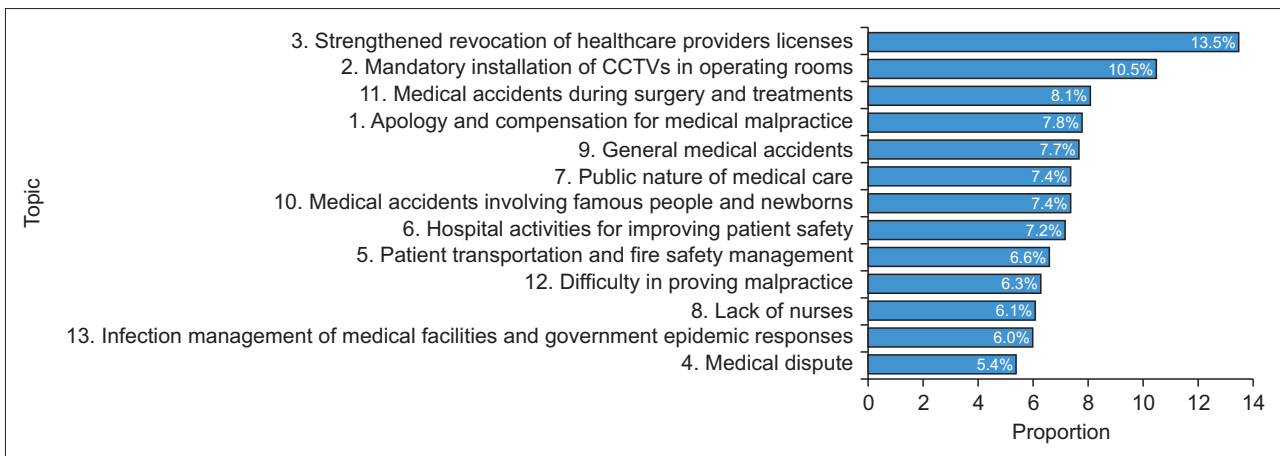 3. Strengthened revocation of healthcare providers licenses 13.5%
2. Mandatory installation of CCTVs in operating rooms 10.5%
11. Medical accidents during surgery and treatments 8.1%
1. Apology and compensation for medical malpractice 7.8%
9. General medical accidents 7.7%
7. Public nature of medical care 7.4%
10. Medical accidents involving famous people and newborns 7.4%
6. Hospital activities for improving patient safety 7.2%
5. Patient transportation and fire safety management 6.6%
12. Difficulty in proving malpractice 6.3%
8. Lack of nurses 6.1%
13. Infection management of medical facilities and government epidemic responses 6.0%
4. Medical dispute 5.4%
Topic
0 2 4 6 8 10 12 14
Proportion